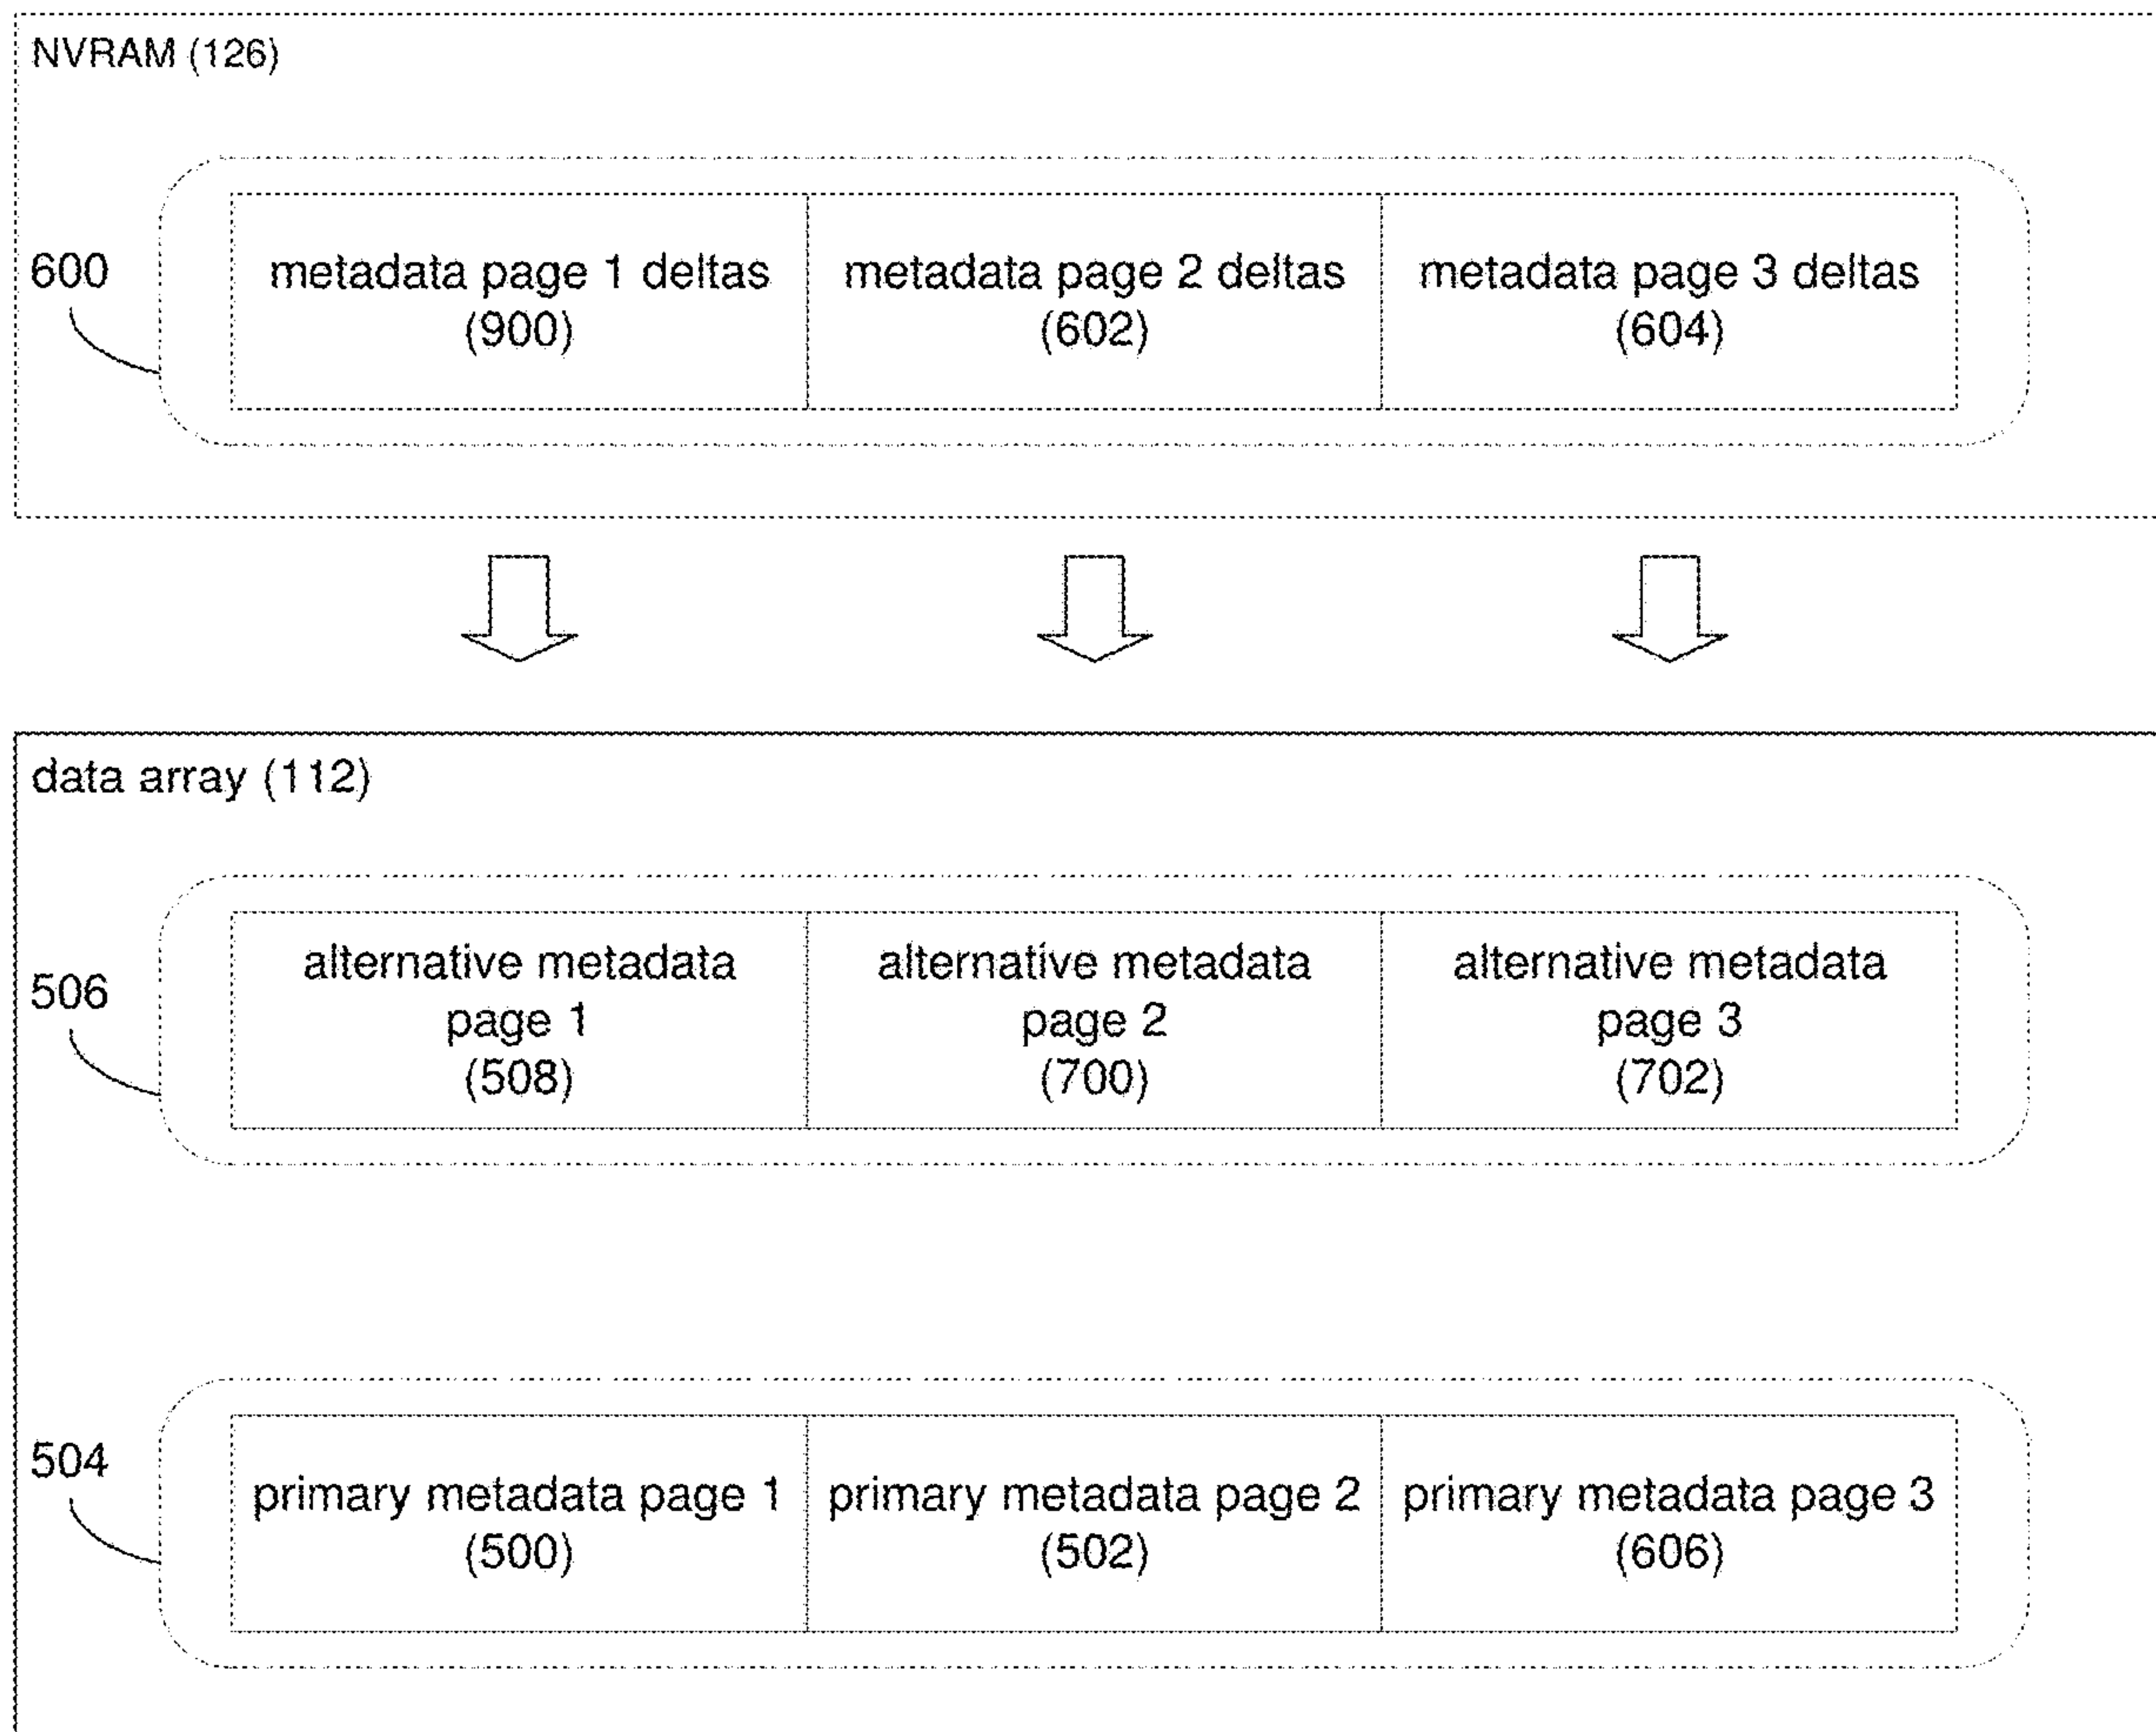 NVRAM (126)
600
metadata page 1 deltas
(900)
metadata page 2 deltas
(602)
metadata page 3 deltas
(604)
data array (112)
506
alternative metadata
page 1
(508)
alternative metadata
page 2
(700)
alternative metadata
page 3
(702)
504
primary metadata page 1
(500)
primary metadata page 2
(502)
primary metadata page 3
(606)